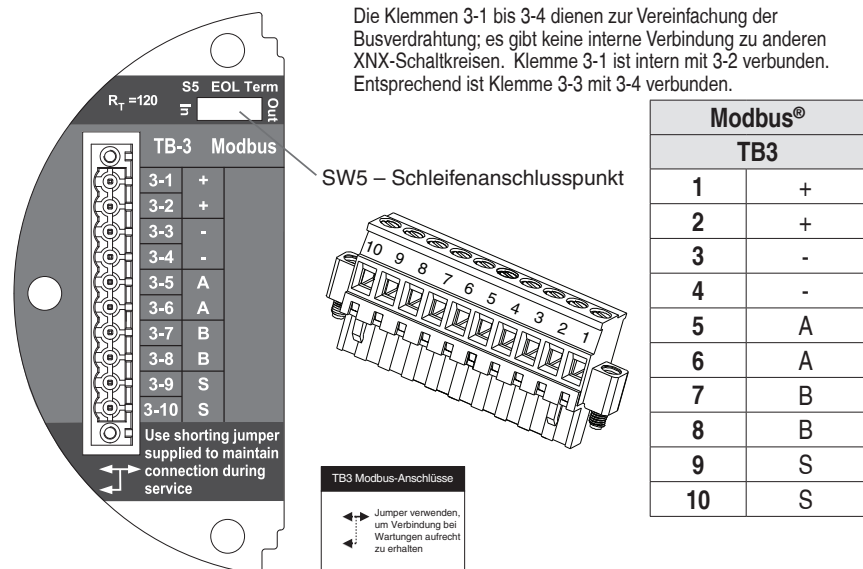 Die Klemmen 3-1 bis 3-4 dienen zur Vereinfachung der
Busverdrahtung; es gibt keine interne Verbindung zu anderen
XNX-Schaltkreisen. Klemme 3-1 ist intern mit 3-2 verbunden.
Entsprechend ist Klemme 3-3 mit 3-4 verbunden.
S5 EOL Term
RT =120
In
Out
TB-3 Modbus
3-1 +
3-2 +
3-3 -
3-4 -
3-5 A
3-6 A
3-7 B
3-8 B
3-9 S
3-10 S
Use shorting jumper
supplied to maintain
connection during
service
SW5 – Schleifenanschlusspunkt
10 9 8 7 6 5 4 3 2 1
TB3 Modbus-Anschlüsse
Jumper verwenden,
um Verbindung bei
Wartungen aufrecht
zu erhalten
Modbus®
TB3
1 +
2 +
3 -
4 -
5 A
6 A
7 B
8 B
9 S
10 S